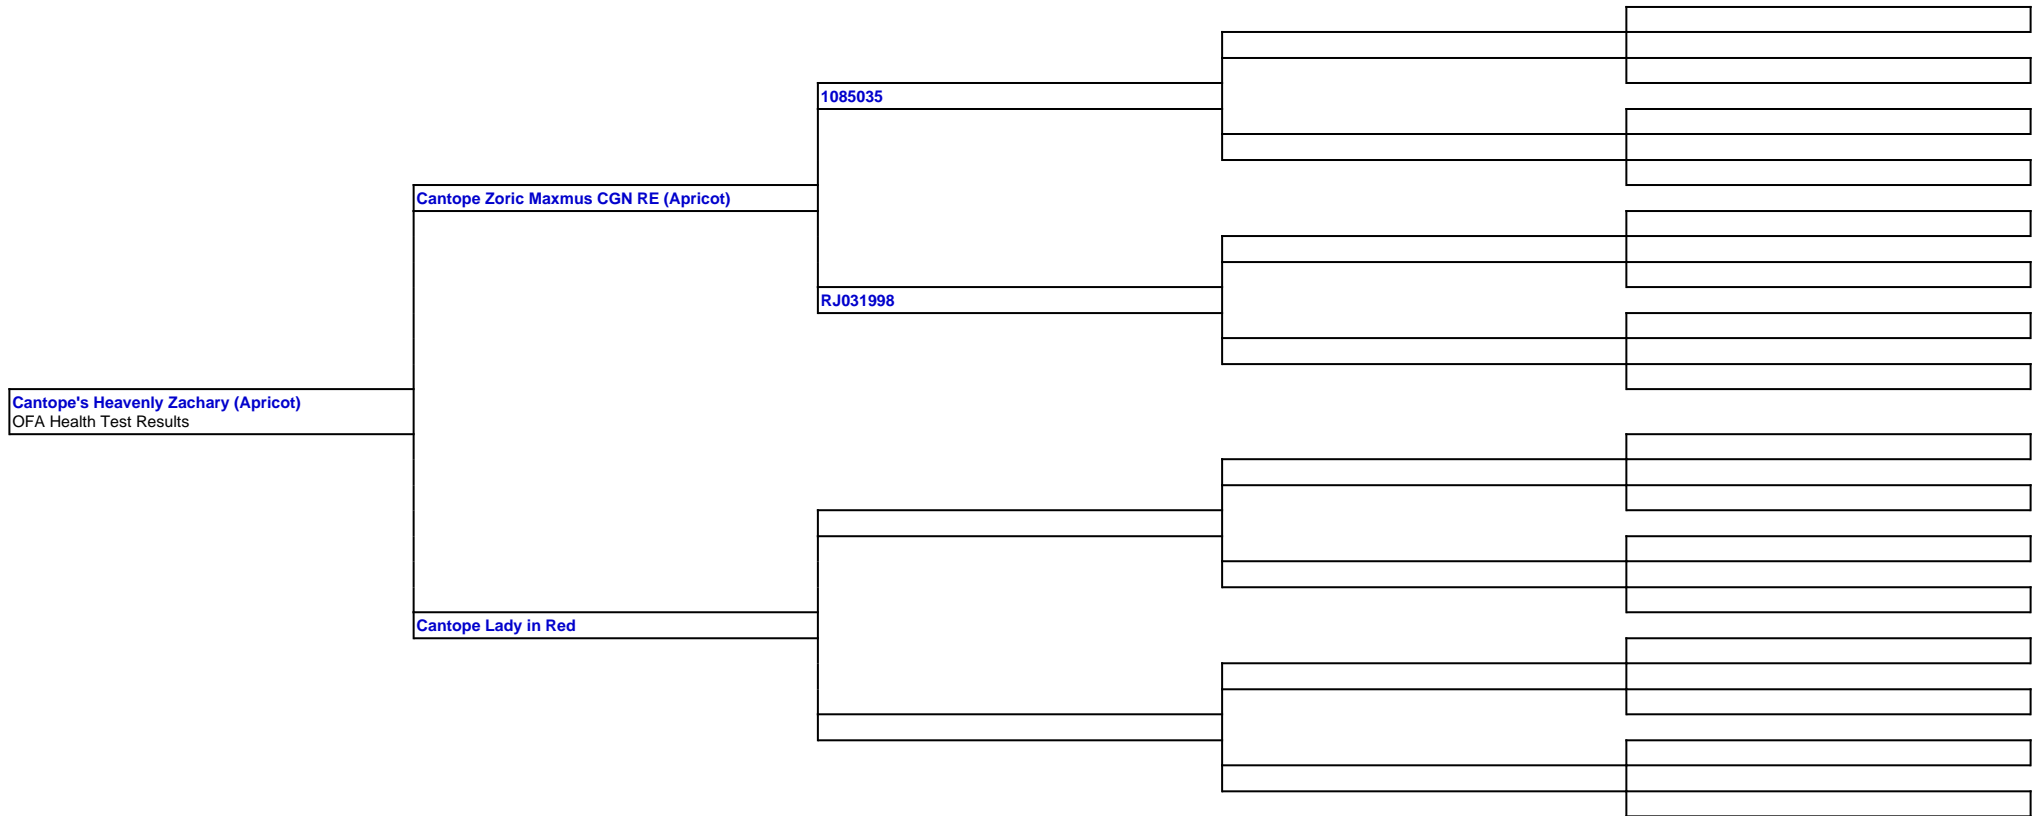 1085035
Cantope Zoric Maxmus CGN RE (Apricot)
RJ031998
Cantope's Heavenly Zachary (Apricot)
OFA Health Test Results
Cantope Lady in Red